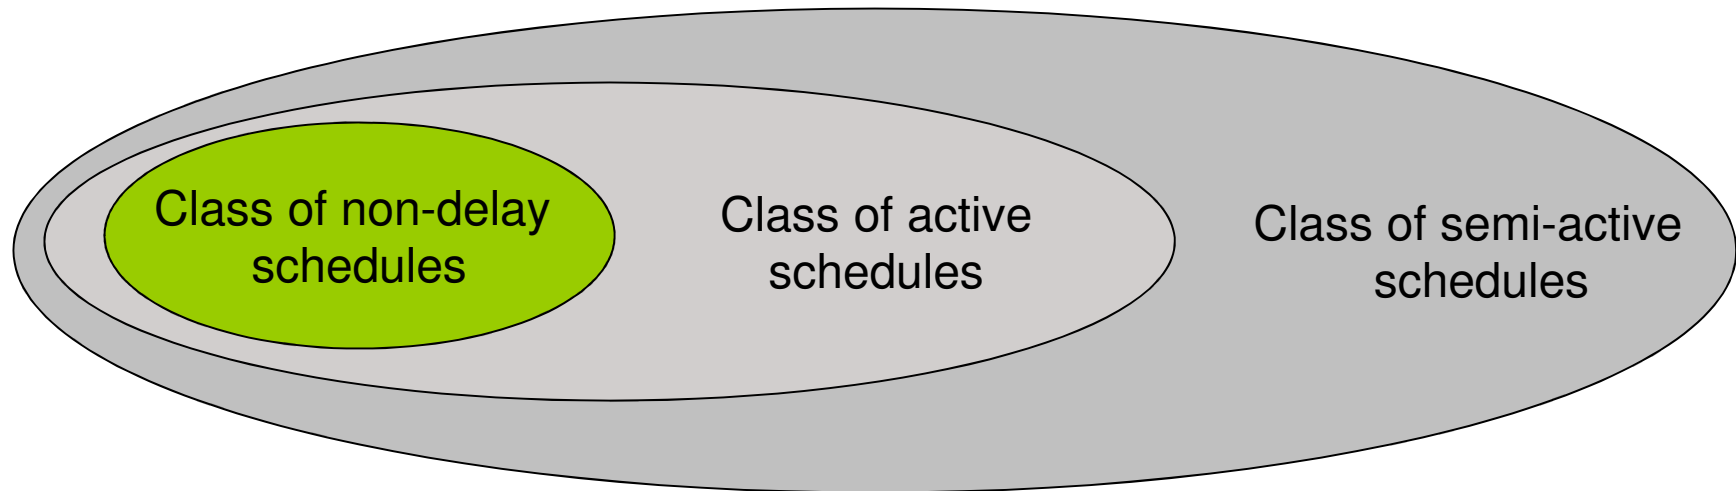 Class of non-delay
schedules
Class of active
schedules
Class of semi-active
schedules